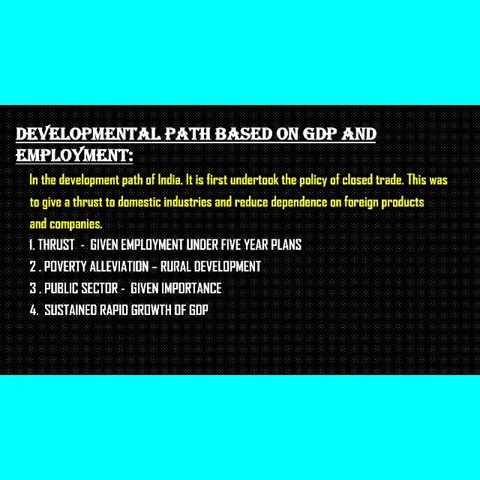 DEVELOPMENTAL PATH BASED ON GDP AND
EMPLOYMENT:
In the development path of India. It is first undertook the policy of closed trade. This was
to give a thrust to domestic industries and reduce dependence on foreign products
and companies.
1. THRUST - GIVEN EMPLOYMENT UNDER FIVE YEAR PLANS
2 . POVERTY ALLEVIATION – RURAL DEVELOPMENT
3 . PUBLIC SECTOR - GIVEN IMPORTANCE
4. SUSTAINED RAPID GROWTH OF GDP